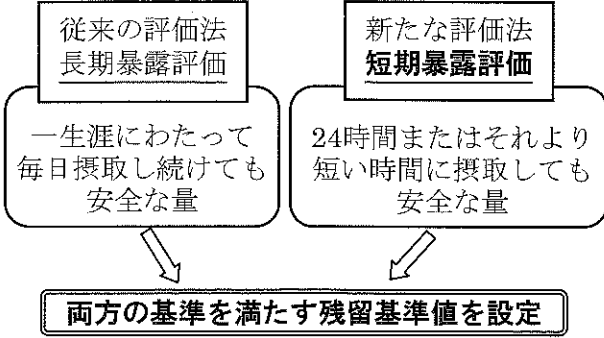 従来の評価法
長期暴露評価
一生涯にわたって
毎日摂取し続けても
安全な量
新たな評価法
短期暴露評価
24時間またはそれより
短い時間に摂取しても
安全な量
両方の基準を満たす残留基準値を設定